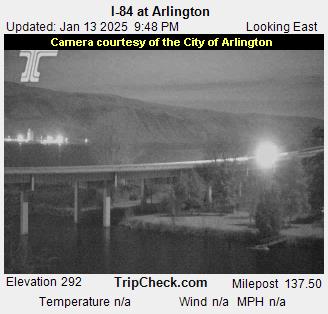 I-84 at Arlington
Updated: Jan 13 2025 9:48 PM Looking East
Camera courtesy of the City of Arlington
Elevation 292 TripCheck.com Milepost 137.50
Temperature n/a Wind n/a MPH n/a